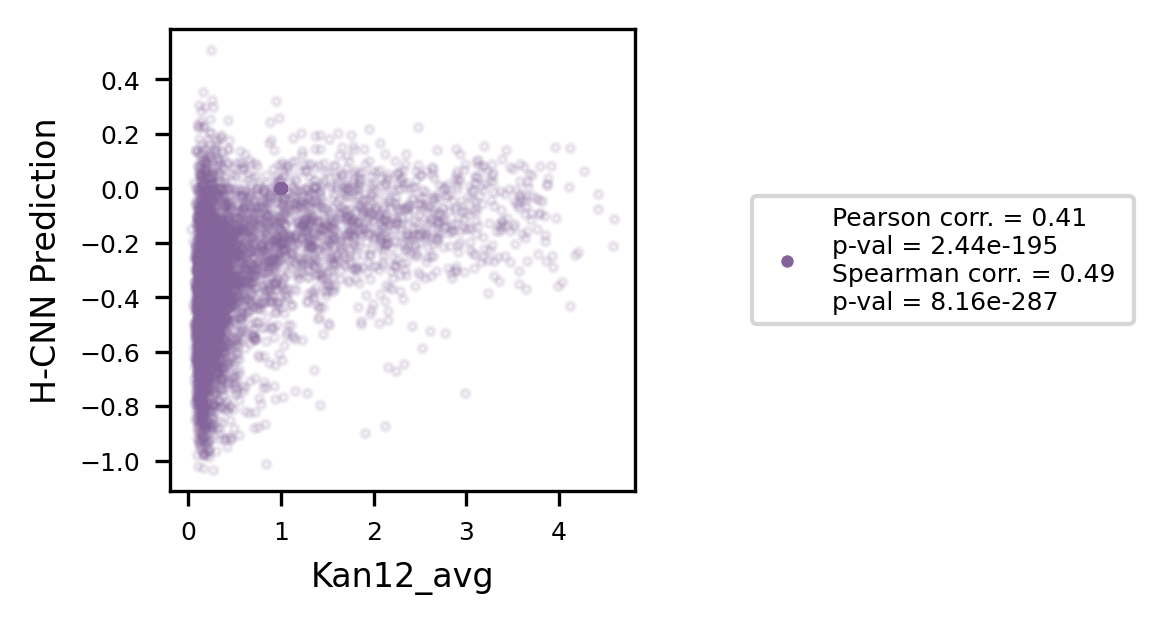 0.4
0.2
0.0
−0.2
−0.4
−0.6
−0.8
−1.0
H-CNN Prediction
0
1
2
3
4
Kan12_avg
Pearson corr. = 0.41
p-val = 2.44e-195
Spearman corr. = 0.49
p-val = 8.16e-287